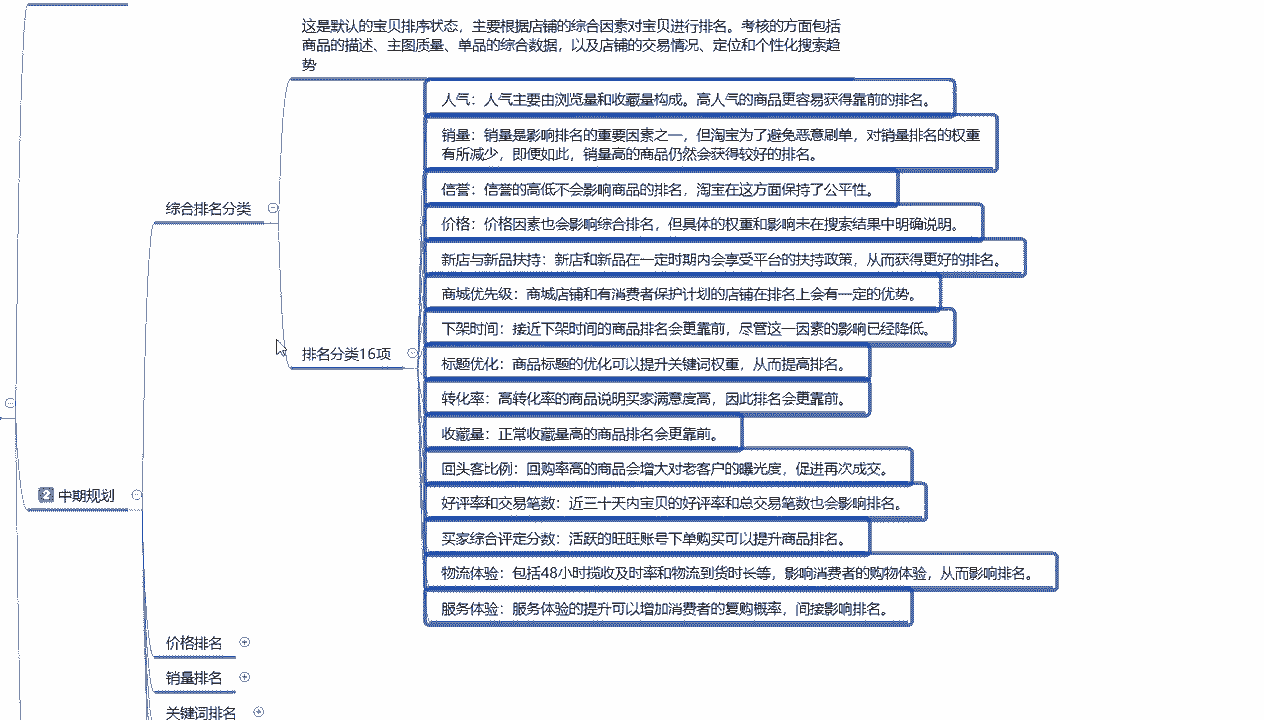 这是默认的宝贝排序状态，主要根据店铺的综合因素对宝贝进行排名。考核的方面包括
商品的描述、主图质量、单品的综合数据，以及店铺的交易情况、定位和个性化搜索趋
势
人气：人气主要由浏览量和收藏量构成。高人气的商品更容易获得靠前的排名。
销量：销量是影响排名的重要因素之一，但淘宝为了避免恶意刷单，对销量排名的权重
有所减少，即便如此，销量高的商品仍然会获得较好的排名。
信誉：信誉的高低不会影响商品的排名，淘宝在这方面保持了公平性。
综合排名分类
价格：价格因素也会影响综合排名，但具体的权重和影响未在搜索结果中明确说明。
新店与新品扶持：新店和新品在一定时期内会享受平台的扶持政策，从而获得更好的排名。
商城优先级：商城店铺和有消费者保护计划的店铺在排名上会有一定的优势。
下架时间：接近下架时间的商品排名会更靠前，尽管这一因素的影响已经降低。
排名分类16项
标题优化：商品标题的优化可以提升关键词权重，从而提高排名。
转化率：高转化率的商品说明买家满意度高，因此排名会更靠前。
收藏量：正常收藏量高的商品排名会更靠前。
回头客比例：回购率高的商品会增大对老客户的曝光度，促进再次成交。
2 中期规划
好评率和交易笔数：近三十天内宝贝的好评率和总交易笔数也会影响排名。
买家综合评定分数：活跃的旺旺账号下单购买可以提升商品排名。
物流体验：包括48小时揽收及时率和物流到货时长等，影响消费者的购物体验，从而影响排名。
服务体验：服务体验的提升可以增加消费者的复购概率，间接影响排名。
价格排名
销量排名
关键词排名